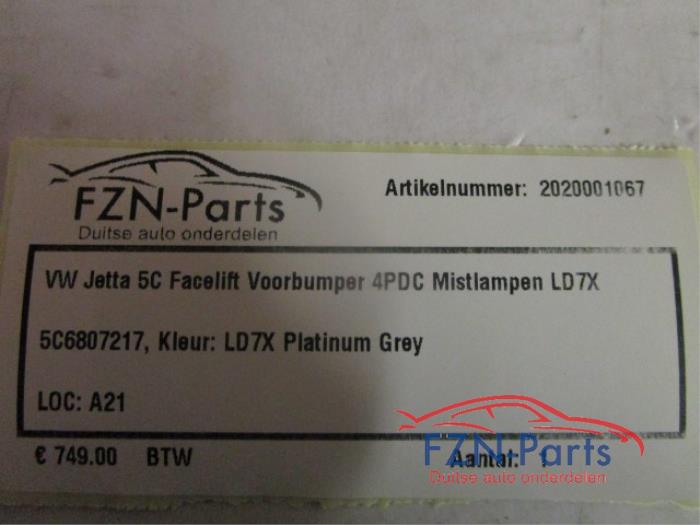 FZN-Parts
Duitse auto onderdelen
Artikelnummer: 2020001067
VW Jetta 5C Facelift Voorbumper 4PDC Mistlampen LD7X
5C6807217, Kleur: LD7X Platinum Grey
LOC: A21
€ 749.00 BTW
Aantal: 1
FZN-Parts
Duitse auto onderdelen